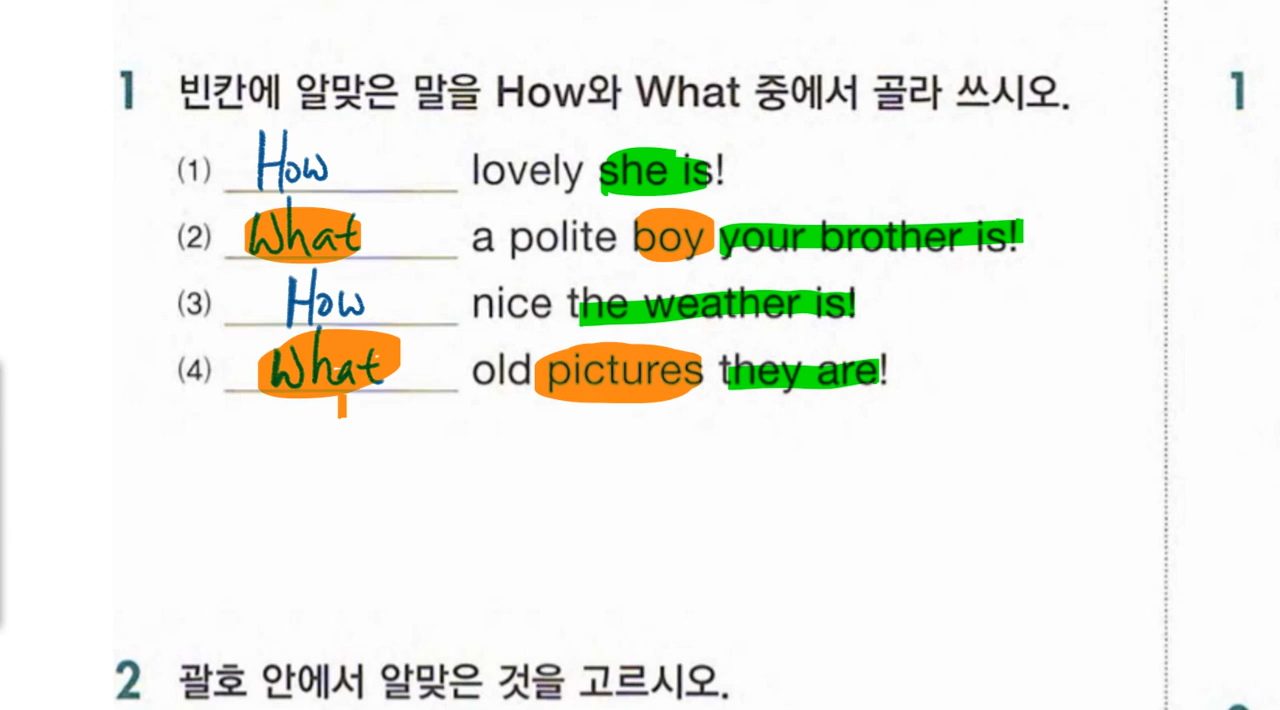 1 빈칸에 알맞은 말을 How와 What 중에서 골라 쓰시오.
(1) How lovely she is!
(2) What a polite boy your brother is!
(3) How nice the weather is!
(4) What old pictures they are!
2 괄호 안에서 알맞은 것을 고르시오.
1